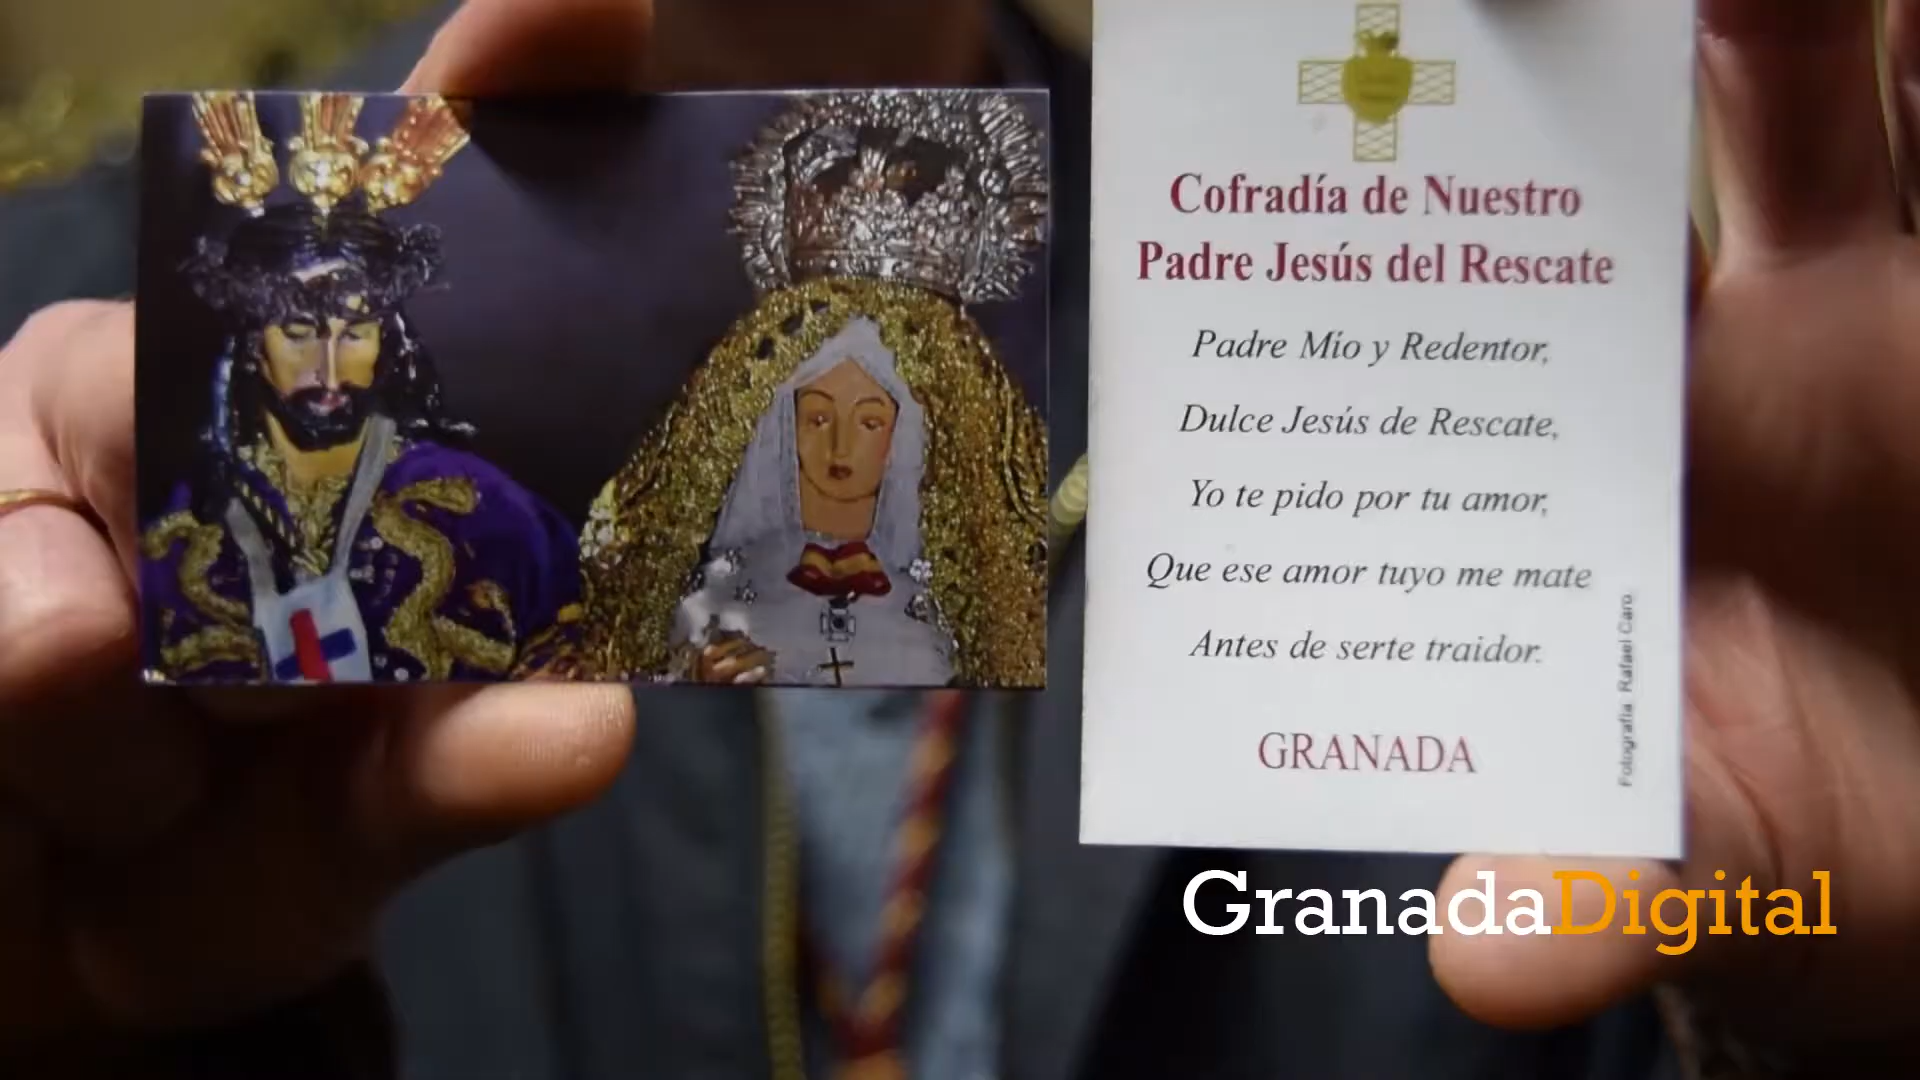 Cofradía de Nuestro
Padre Jesús del Rescate
Padre Mío y Redentor,
Dulce Jesús de Rescate,
Yo te pido por tu amor,
Que ese amor tuyo me mate
Antes de serte traidor.
GRANADA
Fotografía Rafael Caro
GranadaDigital